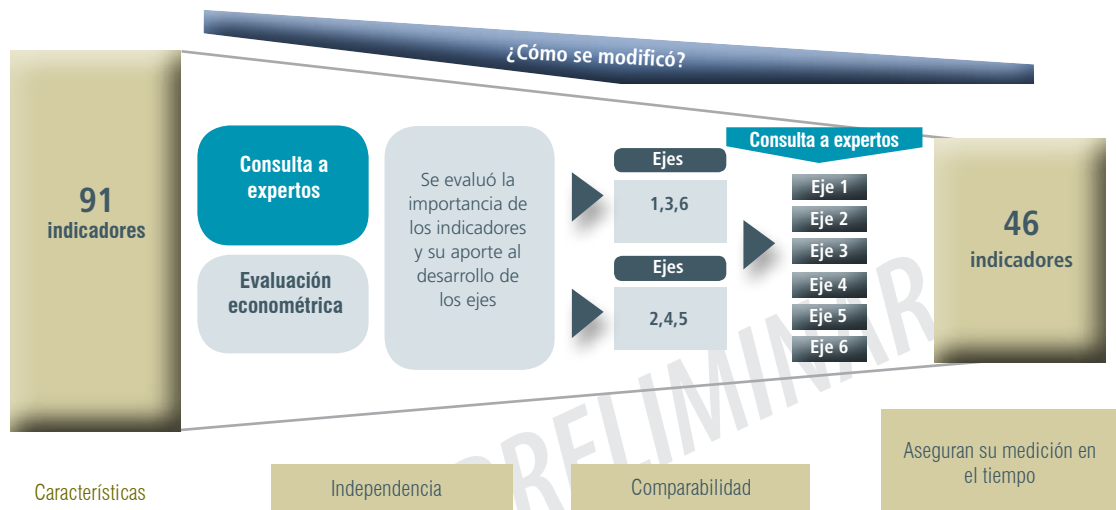 ¿Cómo se modificó?
91
indicadores
Consulta a
expertos
Evaluación
econométrica
Se evaluó la
importancia de
los indicadores
y su aporte al
desarrollo de
los ejes
Ejes
1,3,6
Ejes
2,4,5
Consulta a expertos
Eje 1
Eje 2
Eje 3
Eje 4
Eje 5
Eje 6
46
indicadores
PRELIMINAR
Características
Independencia
Comparabilidad
Aseguran su medición en
el tiempo